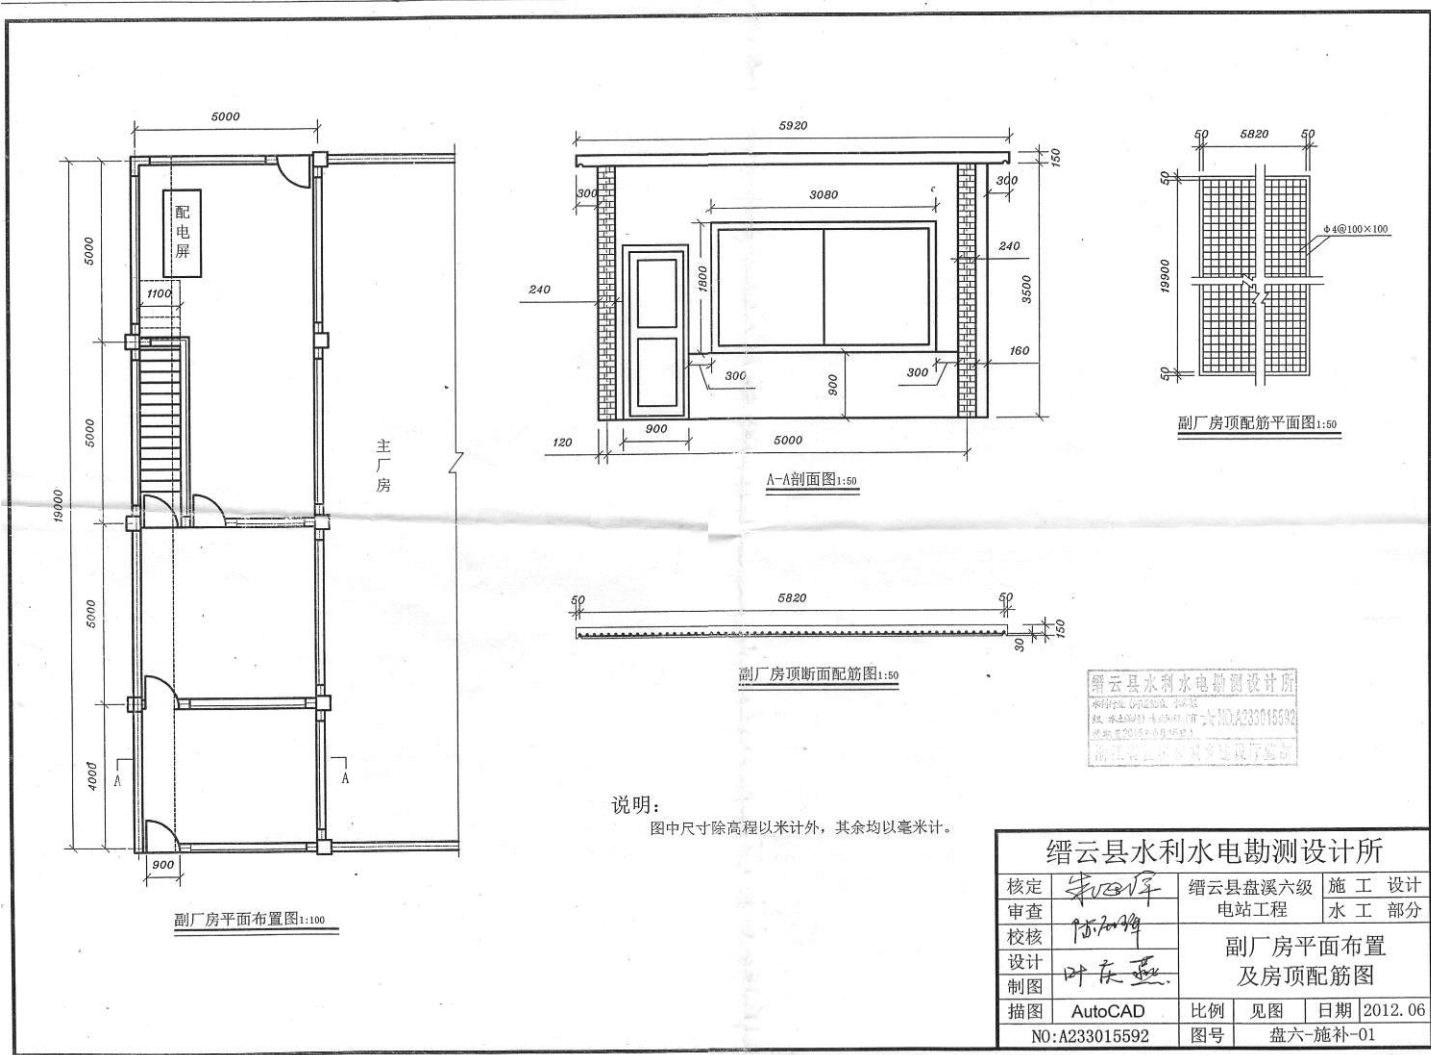 5000
19000
5000
5000
5000
4000
配电屏
1100
主厂房
A
A
900
副厂房平面布置图1:100
5920
150
300
300
3080
240
240
1800
3500
300
300
160
900
900
120
5000
A-A剖面图1:50
50
5820
50
50
19900
50
Φ4@100×100
副厂房顶配筋平面图1:50
50
5820
50
150
30
副厂房顶断面配筋图1:50
缙云县水利水电勘测设计所
NO:A233015592
说明：
图中尺寸除高程以米计外，其余均以毫米计。
缙云县水利水电勘测设计所
核定
缙云县盘溪六级
电站工程
施工 设计
审查
水工 部分
校核
副厂房平面布置
及房顶配筋图
设计
叶庆燕
制图
描图 AutoCAD 比例 见图 日期 2012.06
NO:A233015592 图号 盘六-施补-01